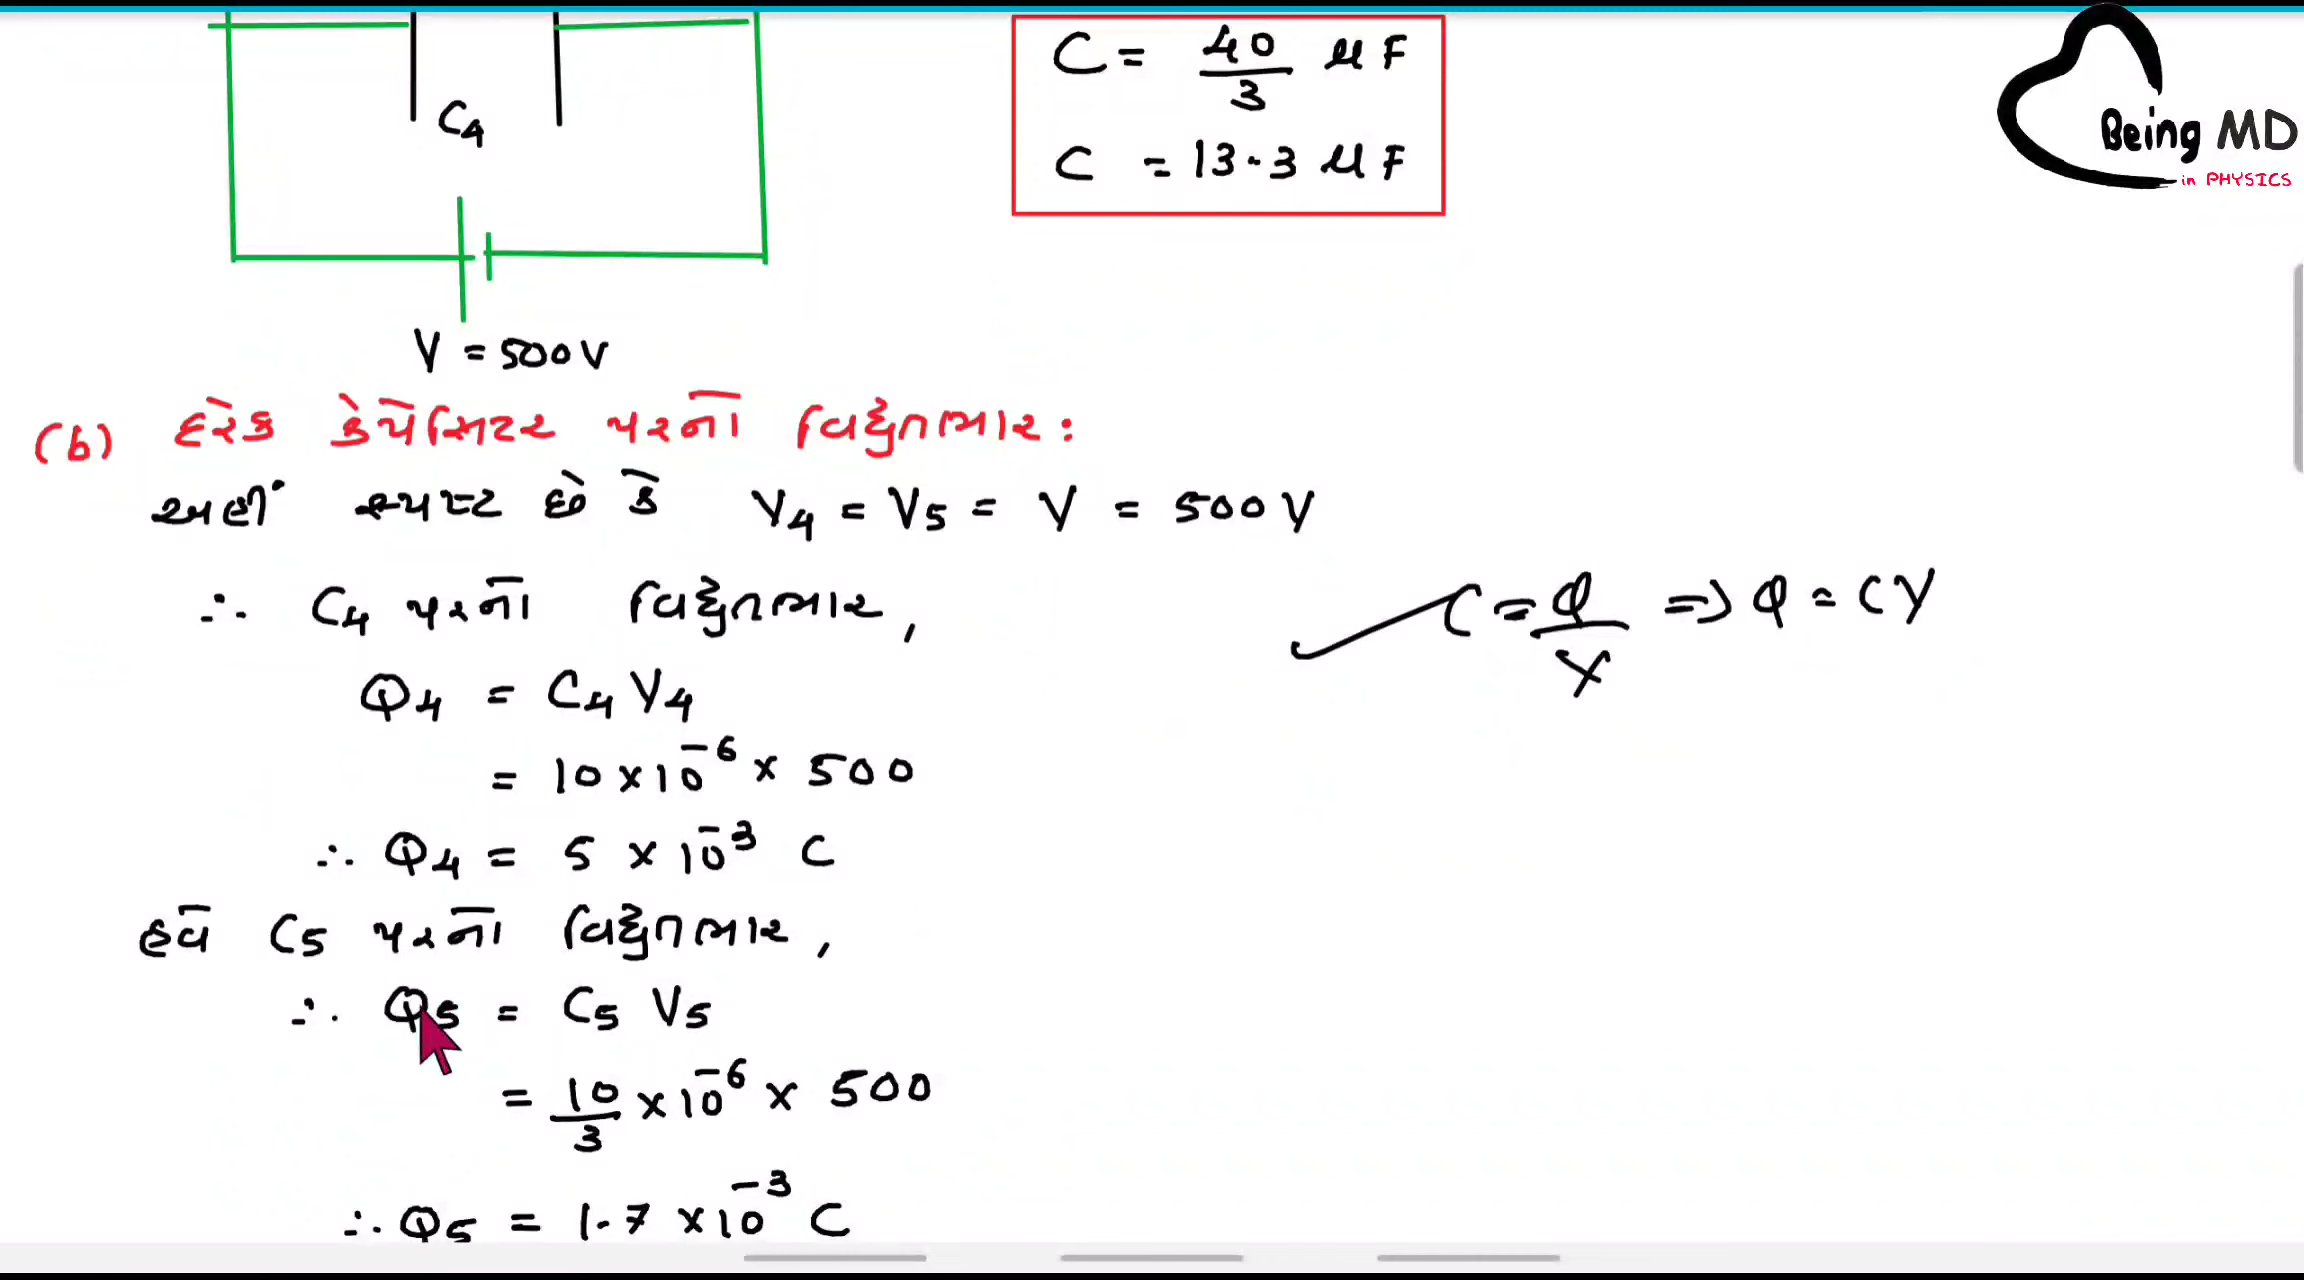 C = 40/3 μF
C = 13.3 μF
Being MD
in PHYSICS
C4
V = 500V
(b) દરેક કેપેસિટર પરનો વિદ્યુતભાર :
અહીં સ્પષ્ટ છે કે V4 = V5 = V = 500V
∴ C4 પરનો વિદ્યુતભાર,
C = Q/V ⇒ Q = CV
Q4 = C4 V4
= 10 × 10⁻⁶ × 500
∴ Q4 = 5 × 10⁻³ C
હવે C5 પરનો વિદ્યુતભાર,
∴ Q5 = C5 V5
= 10/3 × 10⁻⁶ × 500
∴ Q5 = 1.7 × 10⁻³ C